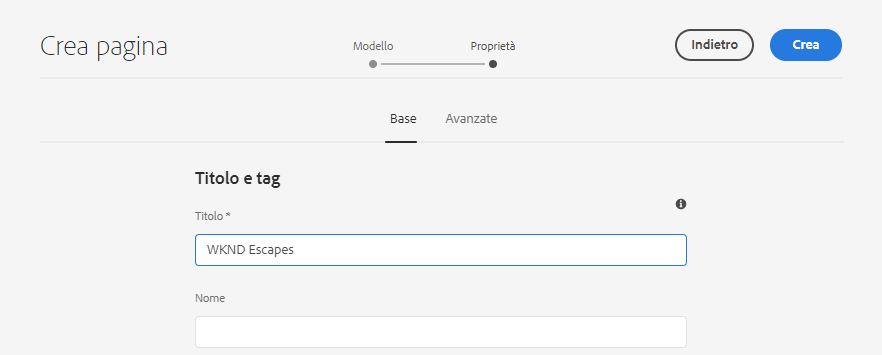 Crea pagina
Modello
Proprietà
Indietro
Crea
Base
Avanzate
Titolo e tag
Titolo *
WKND Escapes
Nome